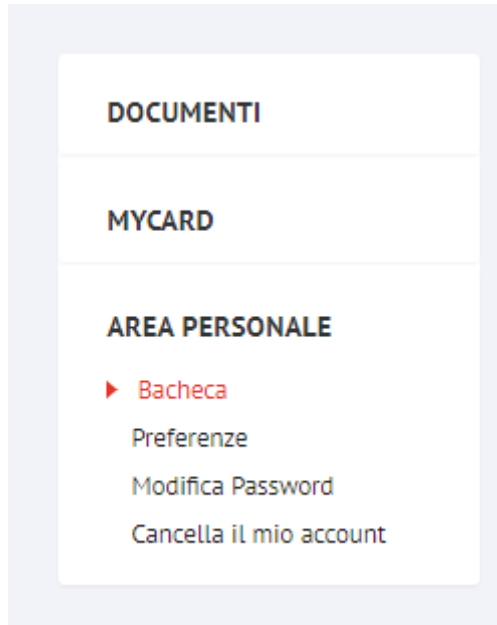 DOCUMENTI
MYCARD
AREA PERSONALE
Bacheca
Preferenze
Modifica Password
Cancella il mio account